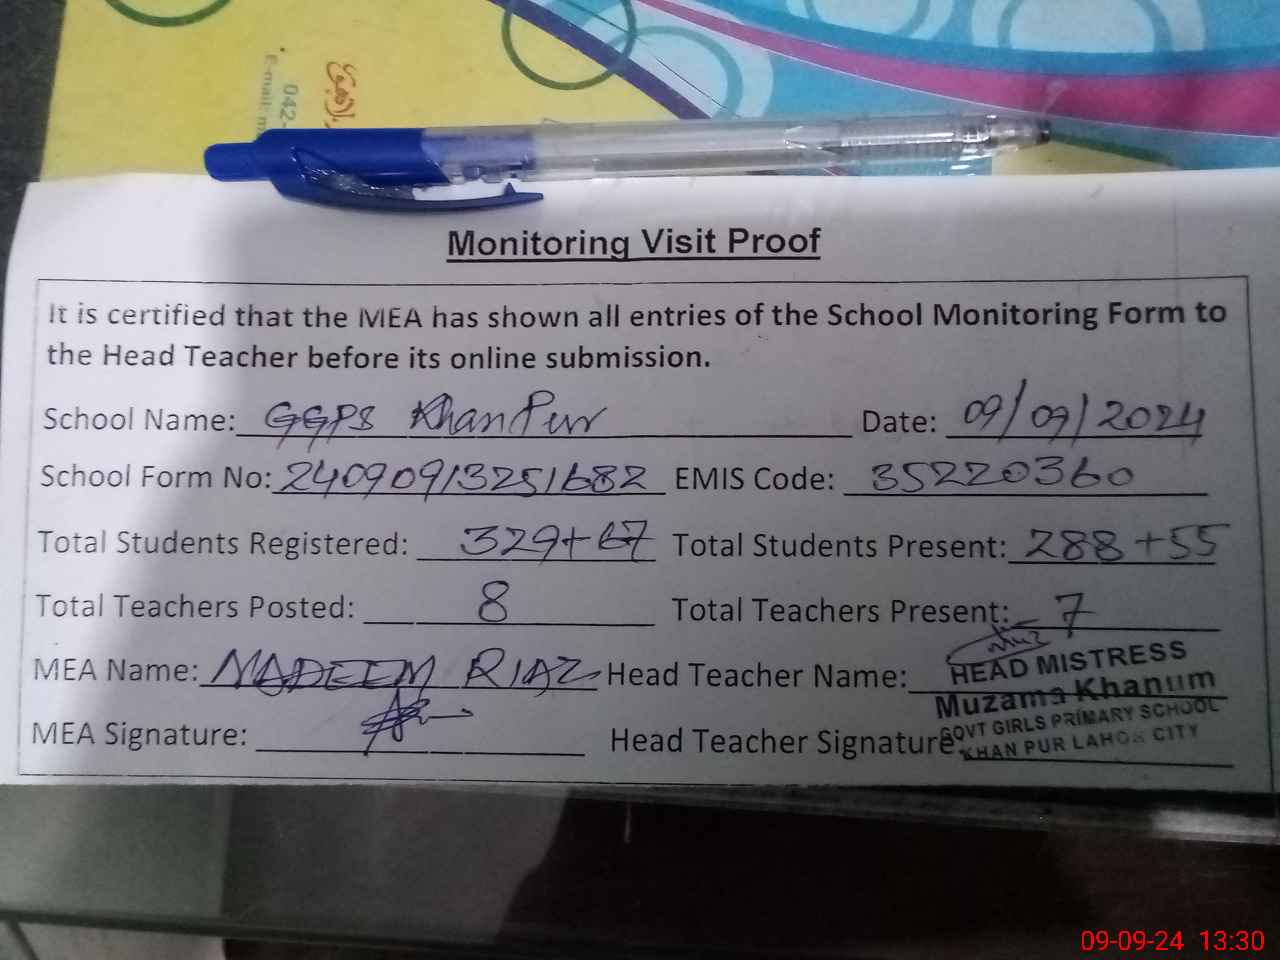 042-
E-mail: m
Monitoring Visit Proof
It is certified that the MEA has shown all entries of the School Monitoring Form to
the Head Teacher before its online submission.
School Name: GGPS KhanPur Date: 09/09/2024
School Form No: 24090913251682 EMIS Code: 35220360
Total Students Registered: 329+67 Total Students Present: 288+55
Total Teachers Posted: 8 Total Teachers Present: 7
MEA Name: NADEEM RIAZ Head Teacher Name:
HEAD MISTRESS
Muzama Khanum
GOVT GIRLS PRIMARY SCHOOL
KHAN PUR LAHOR CITY
MEA Signature: Head Teacher Signature:
09-09-24 13:30